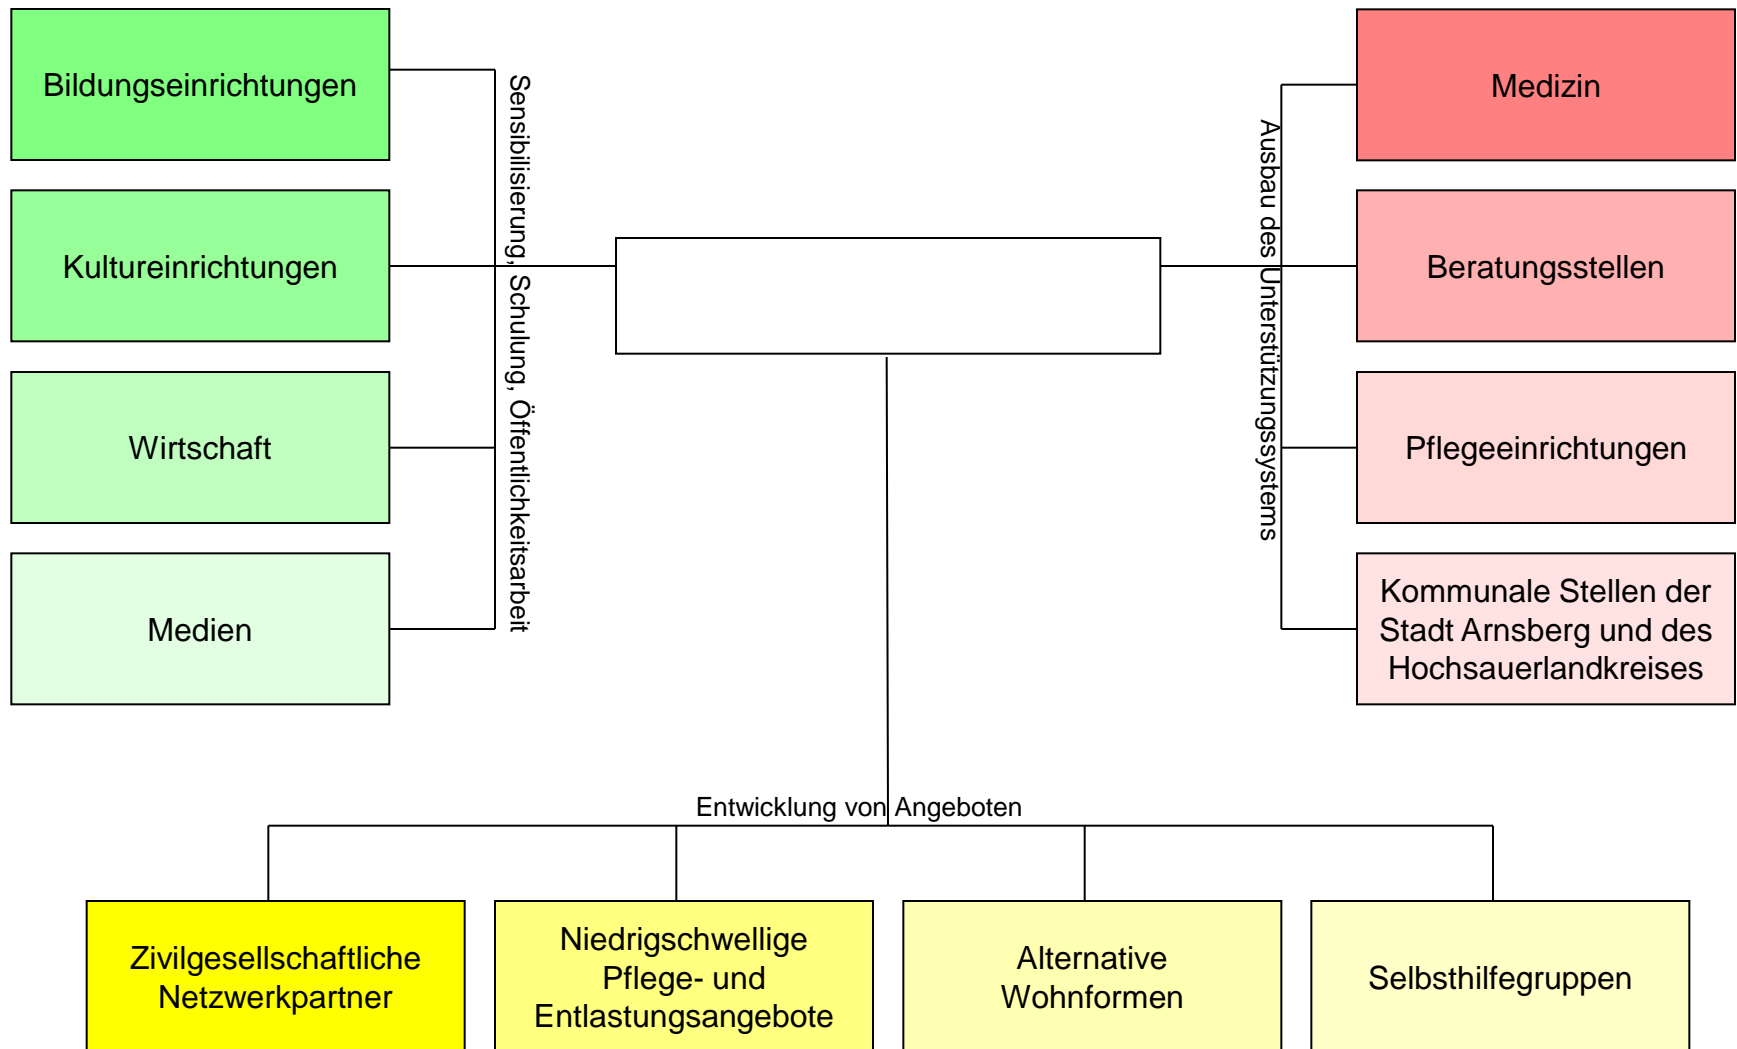 Bildungseinrichtungen
Kultureinrichtungen
Wirtschaft
Medien
Sensibilisierung, Schulung, Öffentlichkeitsarbeit
Ausbau des Unterstützungssystems
Medizin
Beratungsstellen
Pflegeeinrichtungen
Kommunale Stellen der
Stadt Arnsberg und des
Hochsauerlandkreises
Entwicklung von Angeboten
Zivilgesellschaftliche
Netzwerkpartner
Niedrigschwellige
Pflege- und
Entlastungsangebote
Alternative
Wohnformen
Selbsthilfegruppen